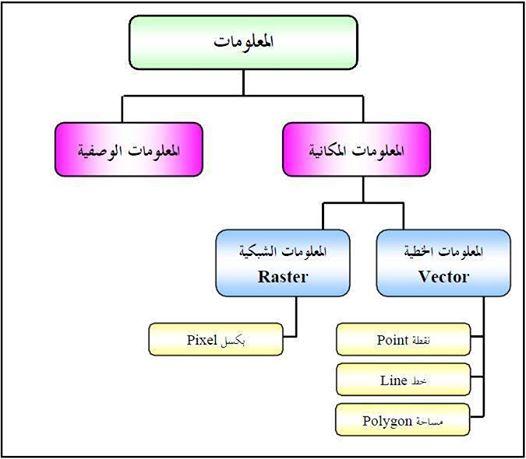 المعلومات
المعلومات المكانية
المعلومات الوصفية
المعلومات الخطية
Vector
نقطة Point
خط Line
مساحة Polygon
المعلومات الشبكية
Raster
بكسل Pixel